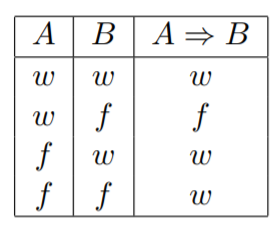 A B A ⇒ B
w w w
w f f
f w w
f f w